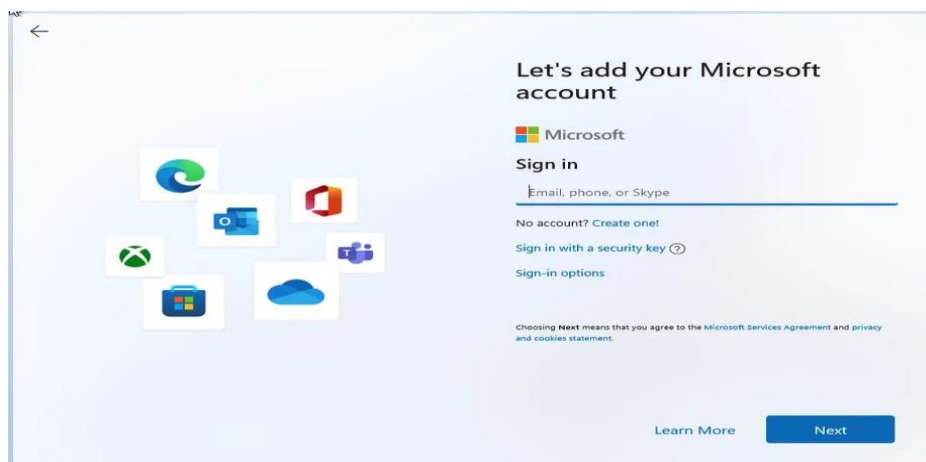 Let's add your Microsoft
account
Microsoft
Sign in
Email, phone, or Skype
No account? Create one!
Sign in with a security key
Sign-in options
Choosing Next means that you agree to the Microsoft Services Agreement and privacy
and cookies statement.
Learn More
Next